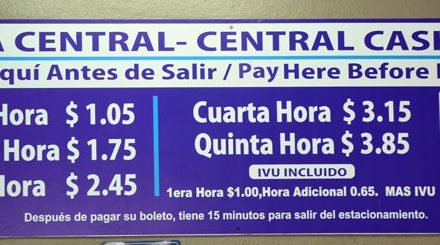 A CENTRAL- CENTRAL CAS
quí Antes de Salir / Pay Here Before
Hora $ 1.05
Hora $ 1.75
Hora $ 2.45
Cuarta Hora $ 3.15
Quinta Hora $ 3.85
IVU INCLUIDO
1era Hora $1.00,Hora Adicional 0.65. MAS IVU
Después de pagar su boleto, tiene 15 minutos para salir del estacionamiento.